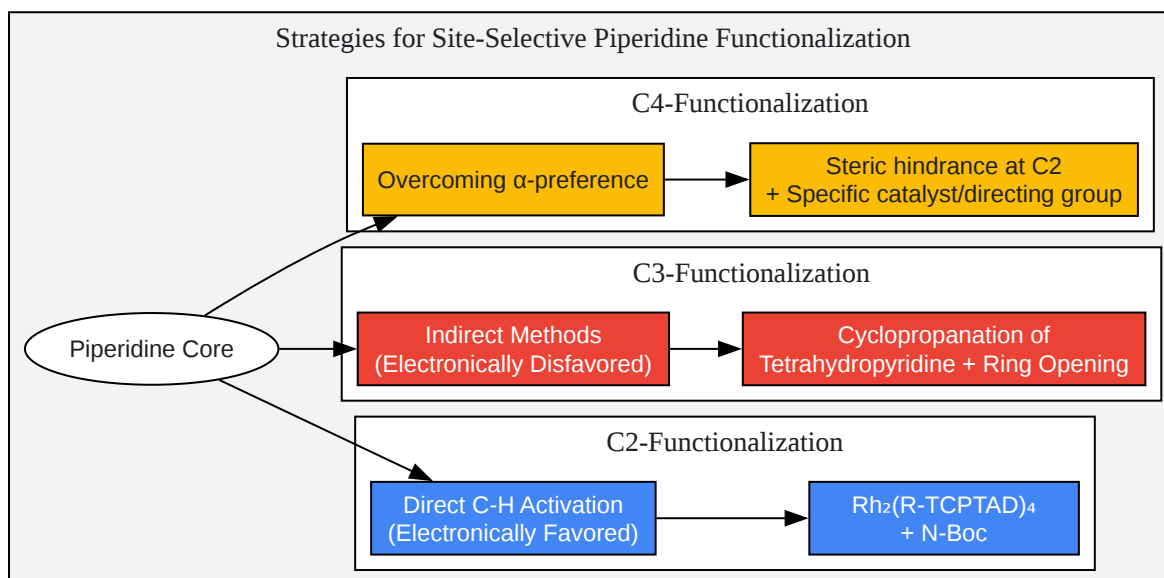 Strategies for Site-Selective Piperidine Functionalization
C4-Functionalization
Overcoming α-preference
Steric hindrance at C2
+ Specific catalyst/directing group
C3-Functionalization
Piperidine Core
Indirect Methods
(Electronically Disfavored)
Cyclopropanation of
Tetrahydropyridine + Ring Opening
C2-Functionalization
Direct C-H Activation
(Electronically Favored)
Rh₂(R-TCPTAD)₄
+ N-Boc